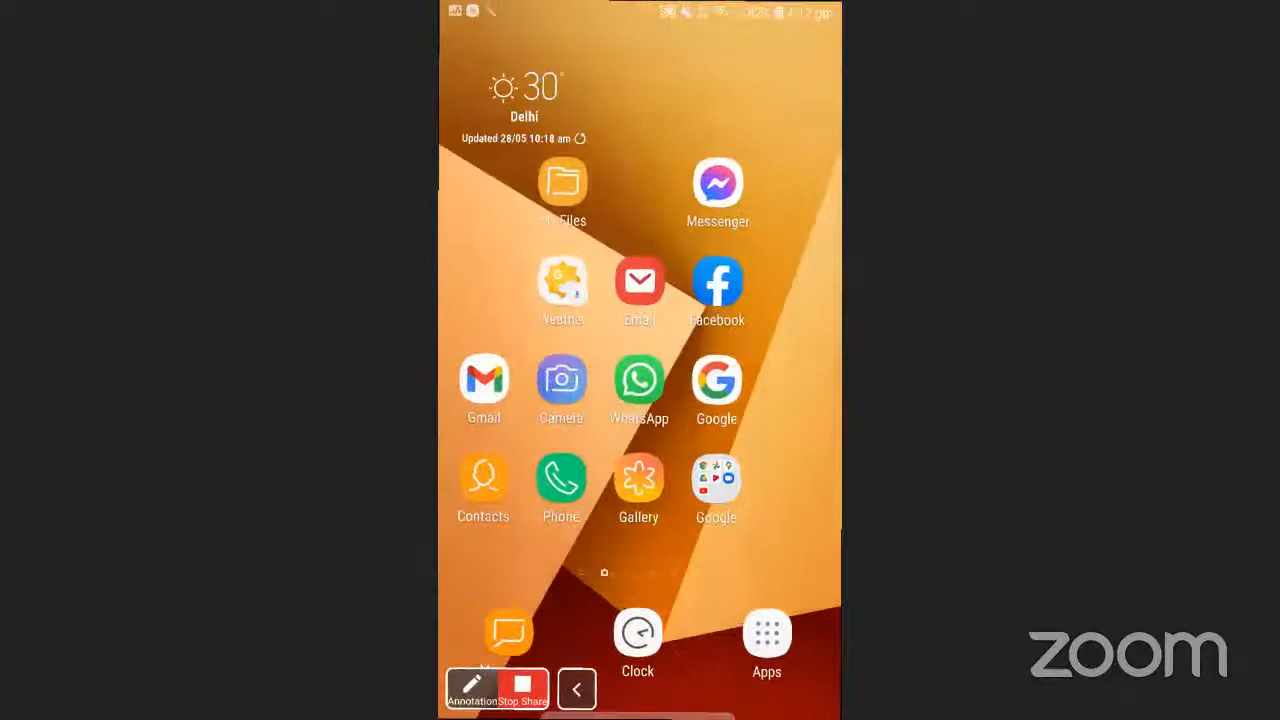 30°
Delhi
Updated 28/05 10:18 am
My Files
Messenger
Weather
Email
Facebook
Gmail
Camera
WhatsApp
Google
Contacts
Phone
Gallery
Google
Clock
Apps
Annotation
Stop Share
zoom